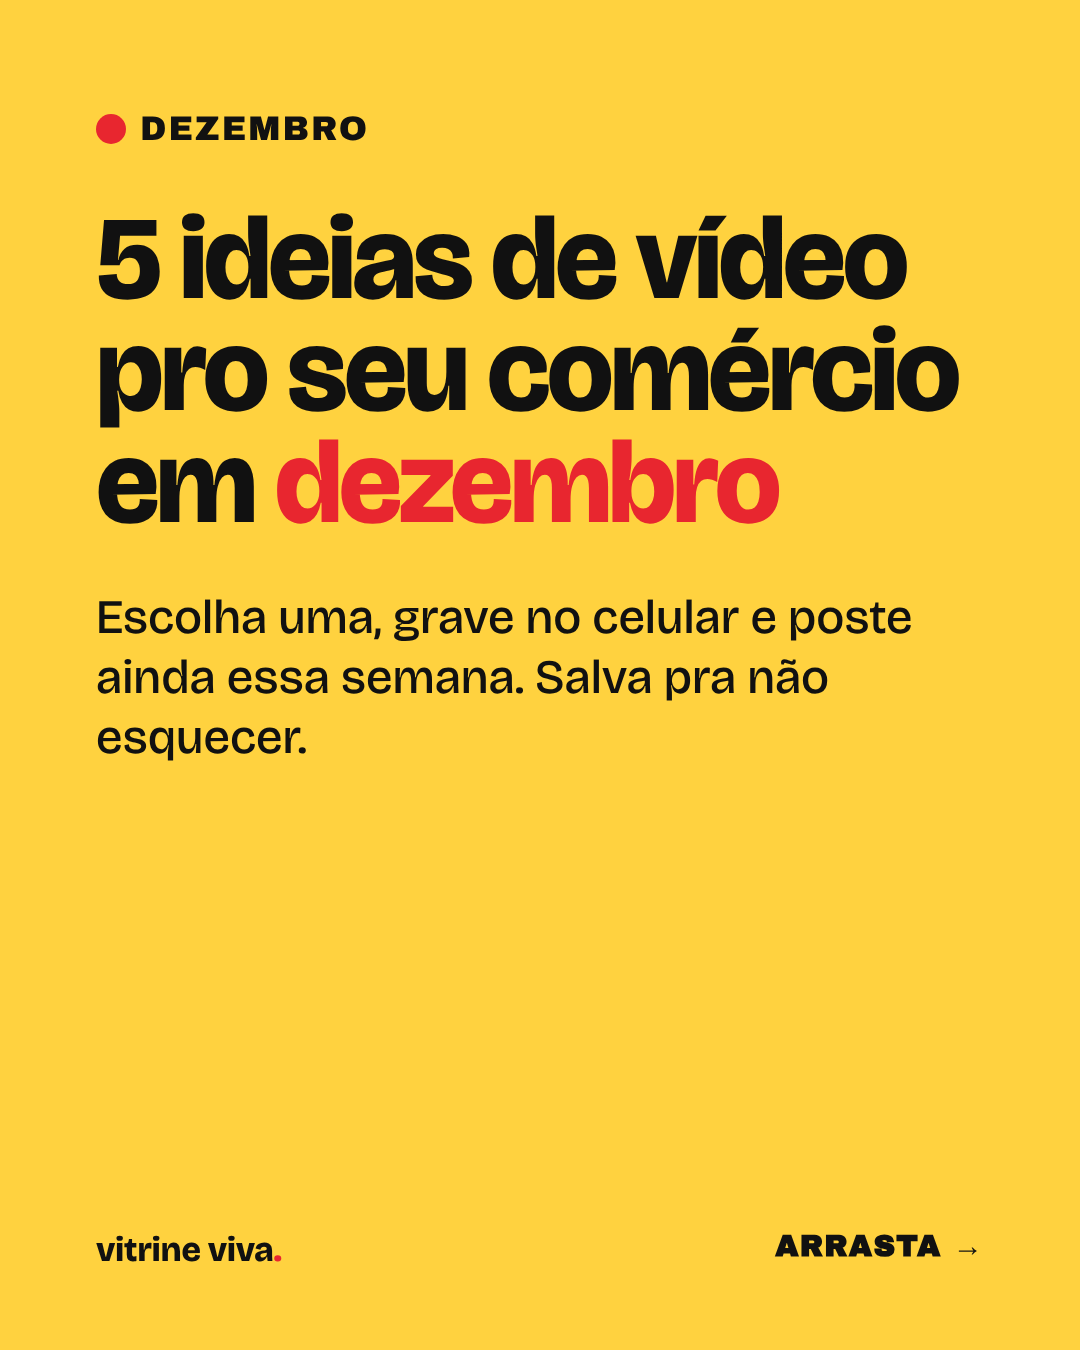 DEZEMBRO
5 ideias de vídeo
pro seu comércio
em dezembro
Escolha uma, grave no celular e poste
ainda essa semana. Salva pra não
esquecer.
vitrine viva.
ARRASTA →